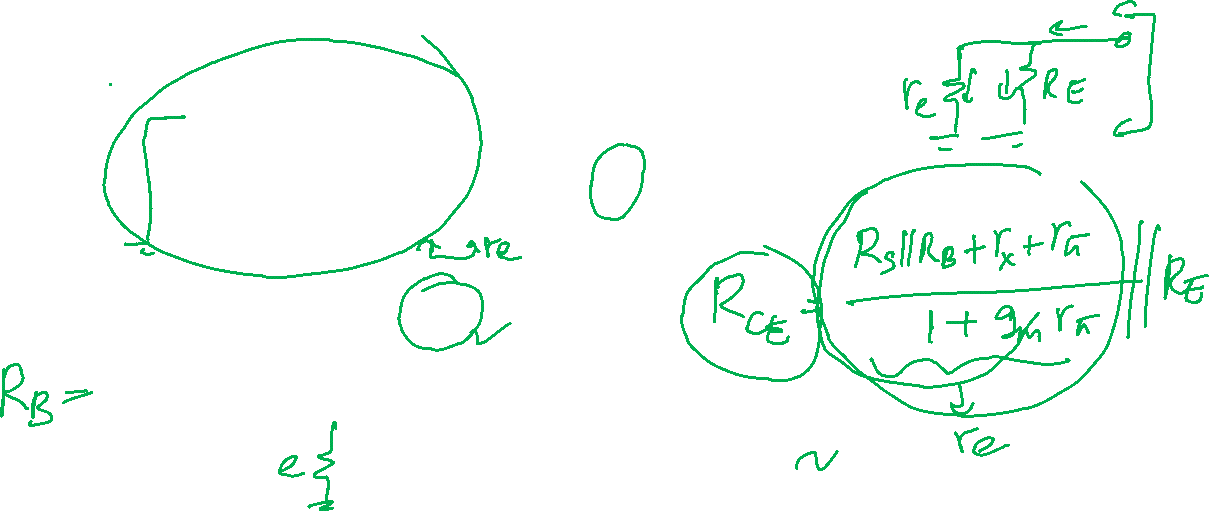 re RE
Rs||RB+rx+rπ
re
RCE = || RE
1 + gm rπ
RB =
re
e